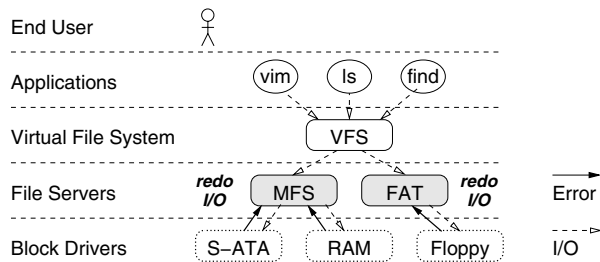 End User
Applications
vim
ls
find
Virtual File System
VFS
File Servers
redo
I/O
MFS
FAT
redo
I/O
Error
Block Drivers
S–ATA
RAM
Floppy
I/O